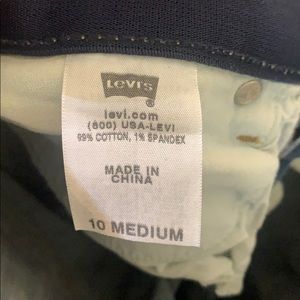 Levi's
®
levi.com
(800) USA-LEVI
99% COTTON, 1% SPANDEX
MADE IN
CHINA
10 MEDIUM